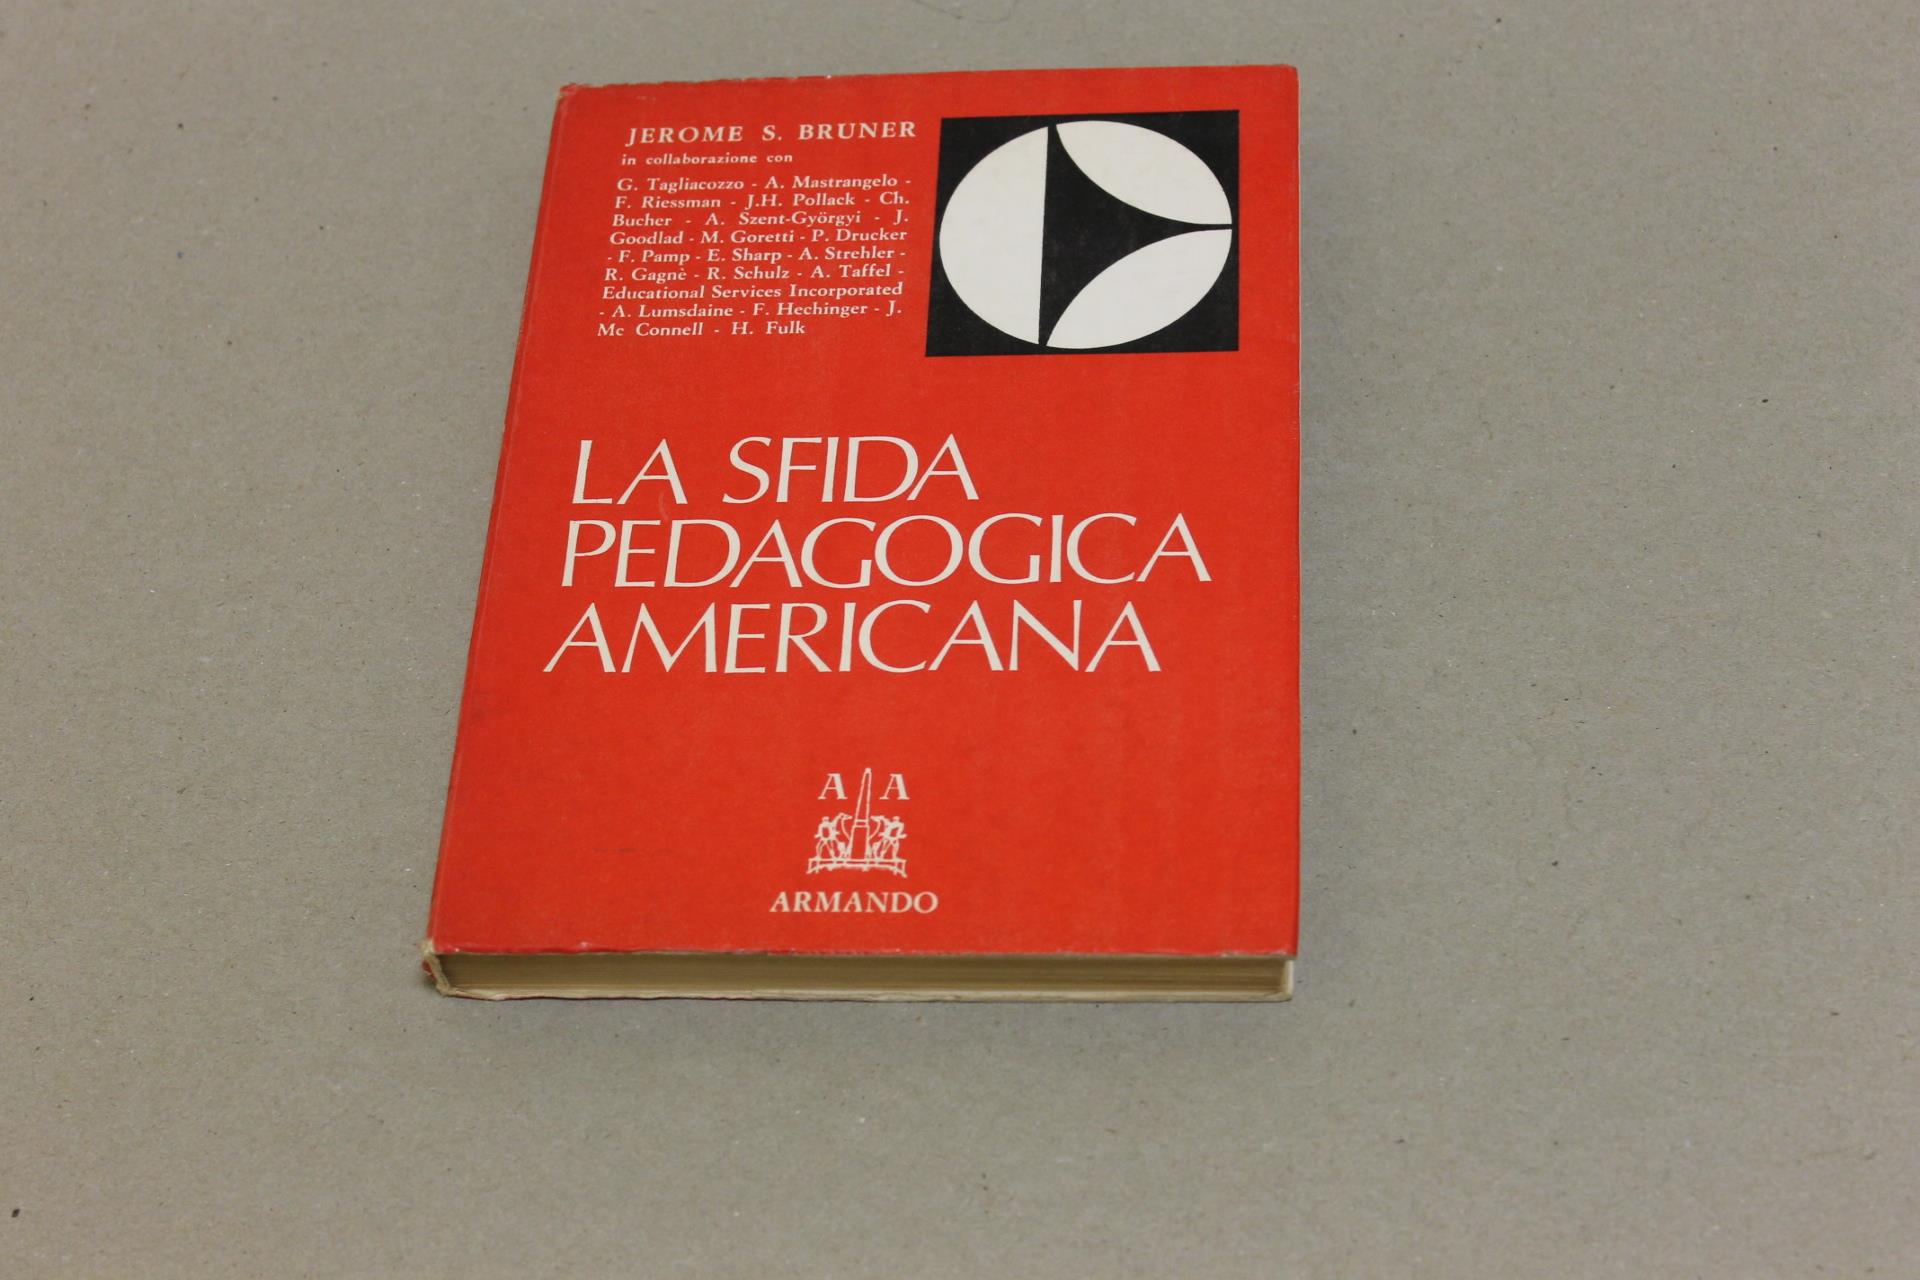 JEROME S. BRUNER
in collaborazione con
G. Tagliacozzo - A. Mastrangelo -
F. Riessman - J.H. Pollack - Ch.
Bucher - A. Szent-Györgyi - J.
Goodlad - M. Goretti - P. Drucker
- F. Pamp - E. Sharp - A. Strehler -
R. Gagnè - R. Schulz - A. Taffel -
Educational Services Incorporated
- A. Lumsdaine - F. Hechinger - J.
Mc Connell - H. Fulk
LA SFIDA
PEDAGOGICA
AMERICANA
A A
ARMANDO